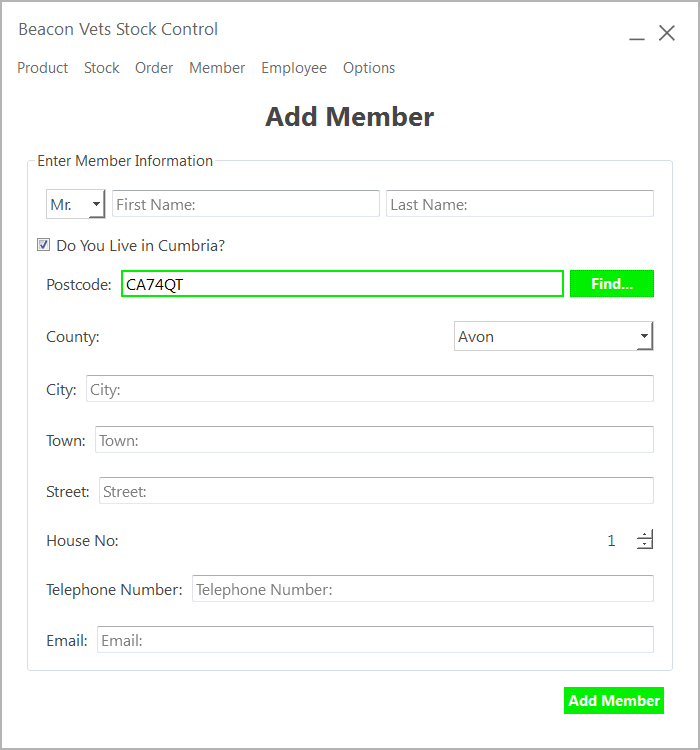 Beacon Vets Stock Control
Product Stock Order Member Employee Options
Add Member
Enter Member Information
Mr. First Name: Last Name:
Do You Live in Cumbria?
Postcode: CA74QT Find...
County: Avon
City: City:
Town: Town:
Street: Street:
House No: 1
Telephone Number: Telephone Number:
Email: Email:
Add Member